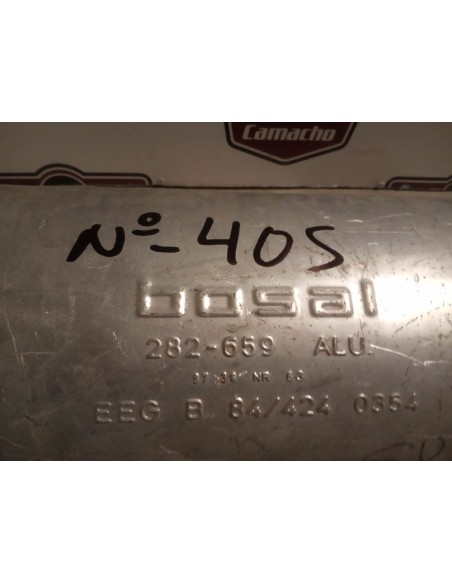 Camacho
Nº-405
bosal
282-659 ALU.
EEG B 84/424 0354